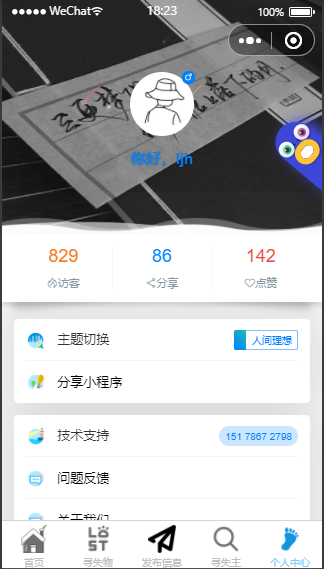 WeChat 18:23 100%
你好，tjn
829 86 142
访客 分享 点赞
主题切换 人间理想
分享小程序
技术支持 151 7867 2798
问题反馈
关于我们
LOST
首页 寻失物 发布信息 寻失主 个人中心